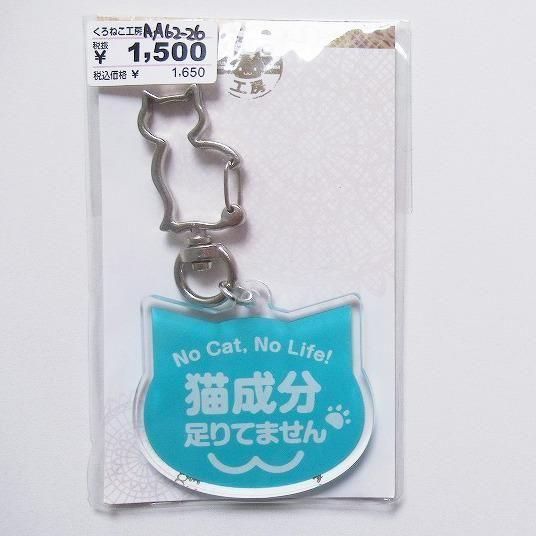 くろねこ工房 AA62-26
税抜
¥ 1,500
税込価格 ¥ 1,650
工房
No Cat, No Life!
猫成分
足りてません